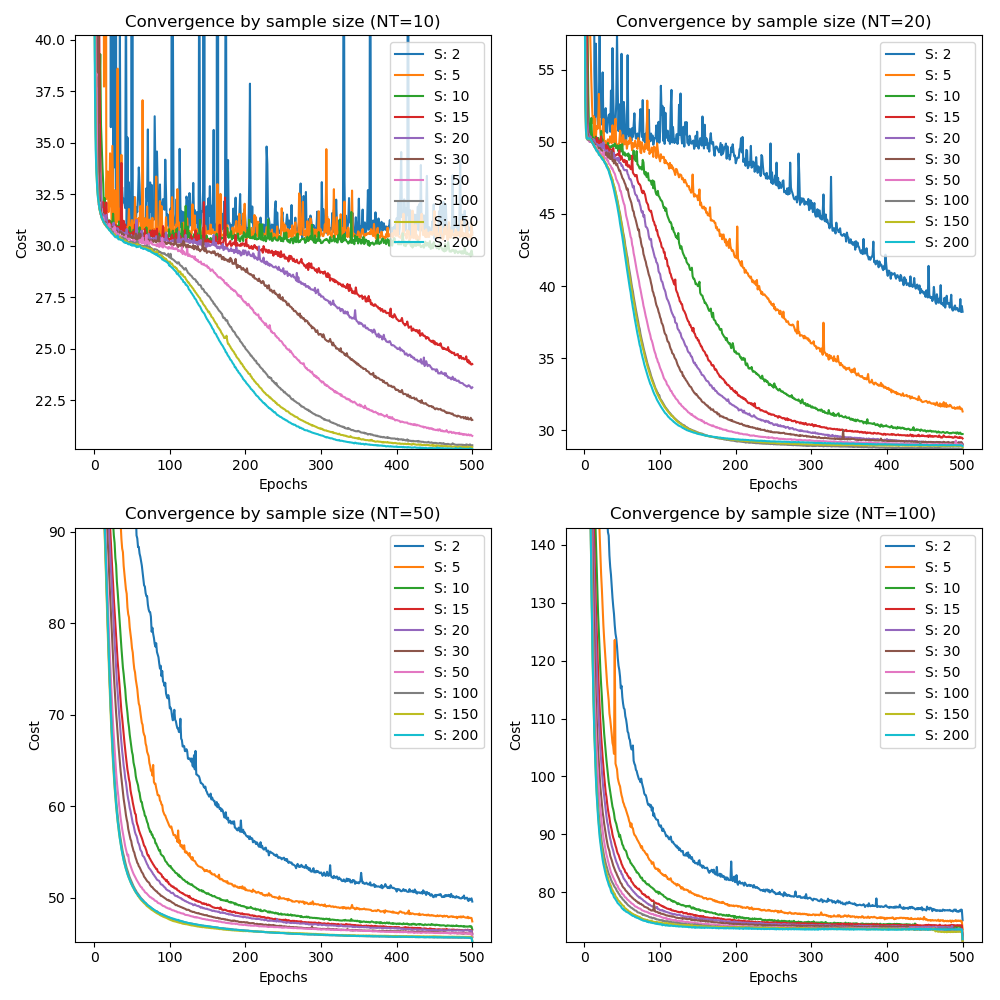 Convergence by sample size (NT=10)
40.0
37.5
35.0
32.5
30.0
27.5
25.0
22.5
Cost
0 100 200 300 400 500
Epochs
S: 2
S: 5
S: 10
S: 15
S: 20
S: 30
S: 50
S: 100
S: 150
S: 200
Convergence by sample size (NT=20)
55
50
45
40
35
30
Cost
0 100 200 300 400 500
Epochs
S: 2
S: 5
S: 10
S: 15
S: 20
S: 30
S: 50
S: 100
S: 150
S: 200
Convergence by sample size (NT=50)
90
80
70
60
50
Cost
0 100 200 300 400 500
Epochs
S: 2
S: 5
S: 10
S: 15
S: 20
S: 30
S: 50
S: 100
S: 150
S: 200
Convergence by sample size (NT=100)
140
130
120
110
100
90
80
Cost
0 100 200 300 400 500
Epochs
S: 2
S: 5
S: 10
S: 15
S: 20
S: 30
S: 50
S: 100
S: 150
S: 200